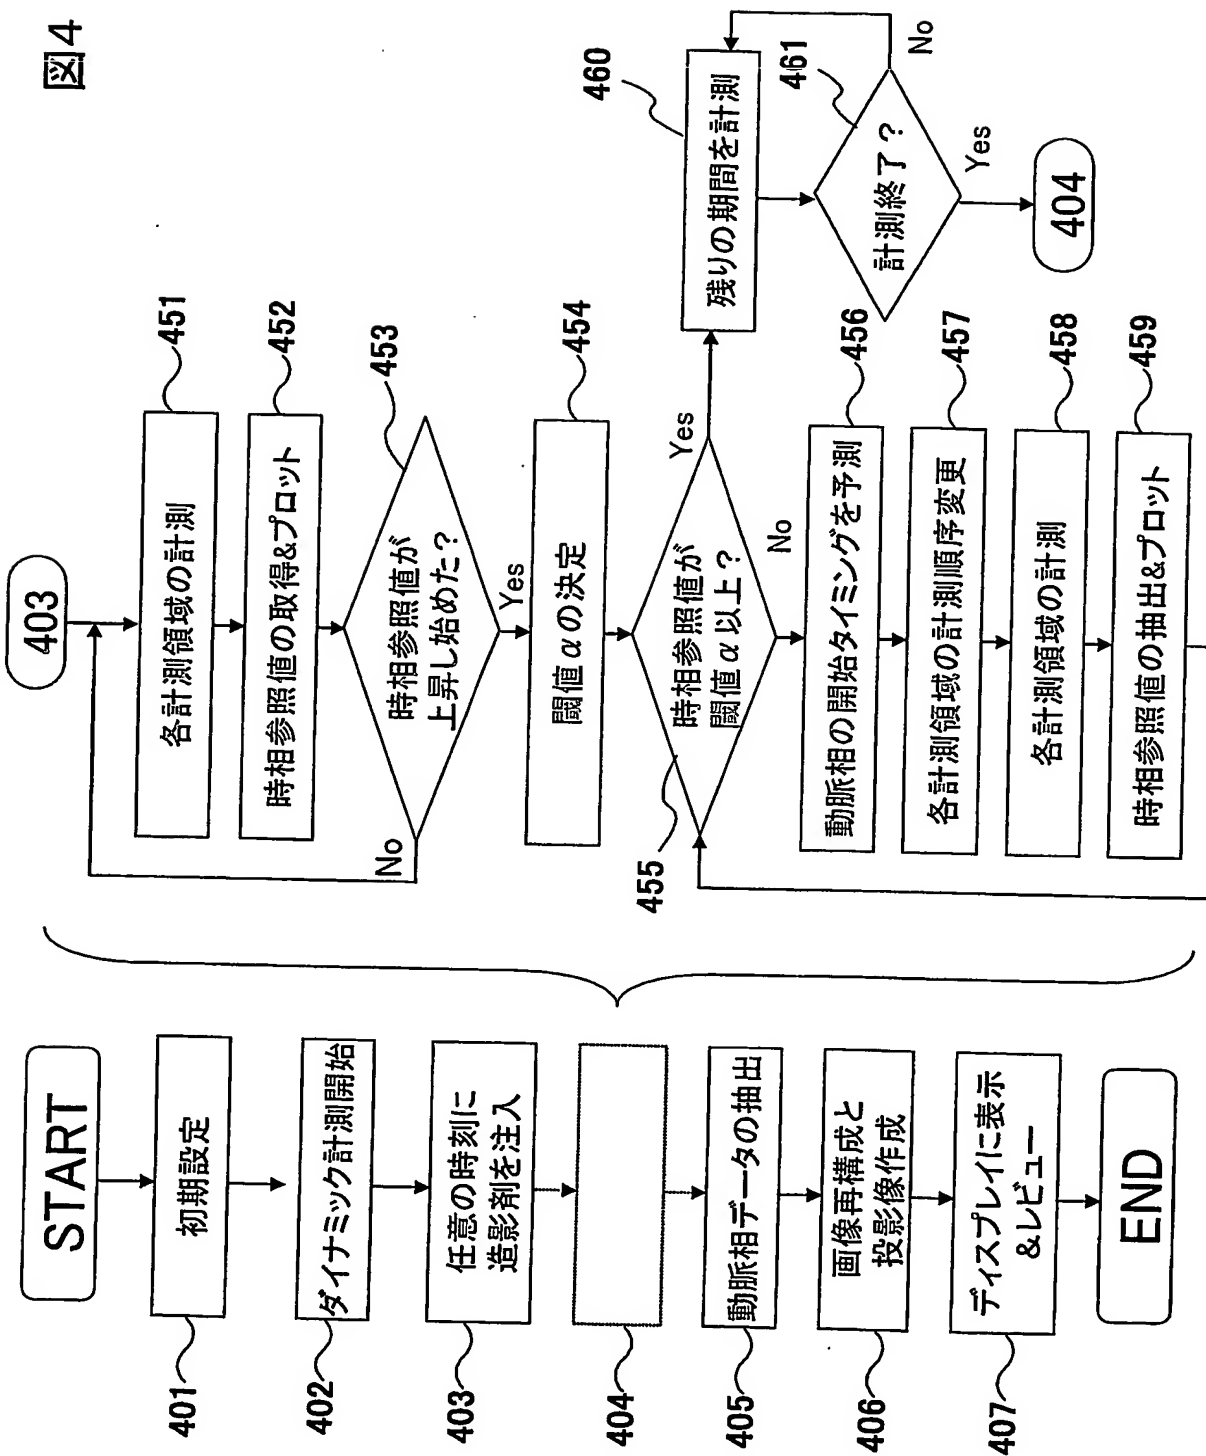 図4
START
初期設定
401
ダイナミック計測開始
402
任意の時刻に
造影剤を注入
403
404
動脈相データの抽出
405
画像再構成と
投影像作成
406
ディスプレイに表示
&レビュー
407
END
403
各計測領域の計測
451
時相参照値の取得&プロット
452
時相参照値が
上昇し始めた?
453
No
Yes
閾値αの決定
454
時相参照値が
閾値α以上?
455
Yes
No
動脈相の開始タイミングを予測
456
各計測領域の計測順序変更
457
各計測領域の計測
458
時相参照値の抽出&プロット
459
残りの期間を計測
460
計測終了?
461
No
Yes
404